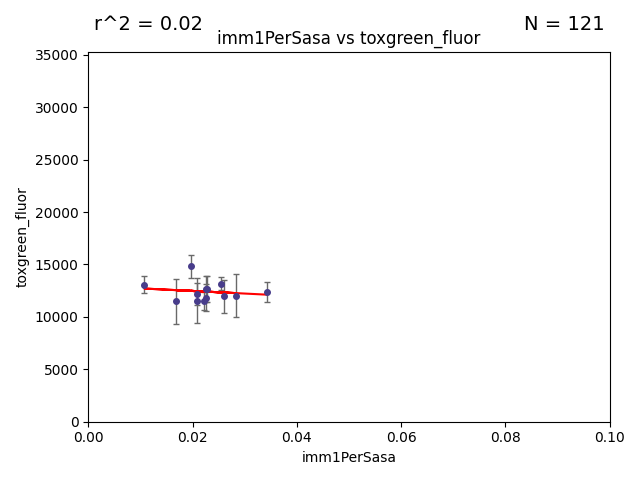 r^2 = 0.02
N = 121
imm1PerSasa vs toxgreen_fluor
35000
30000
25000
20000
15000
10000
5000
0
toxgreen_fluor
0.00 0.02 0.04 0.06 0.08 0.10
imm1PerSasa